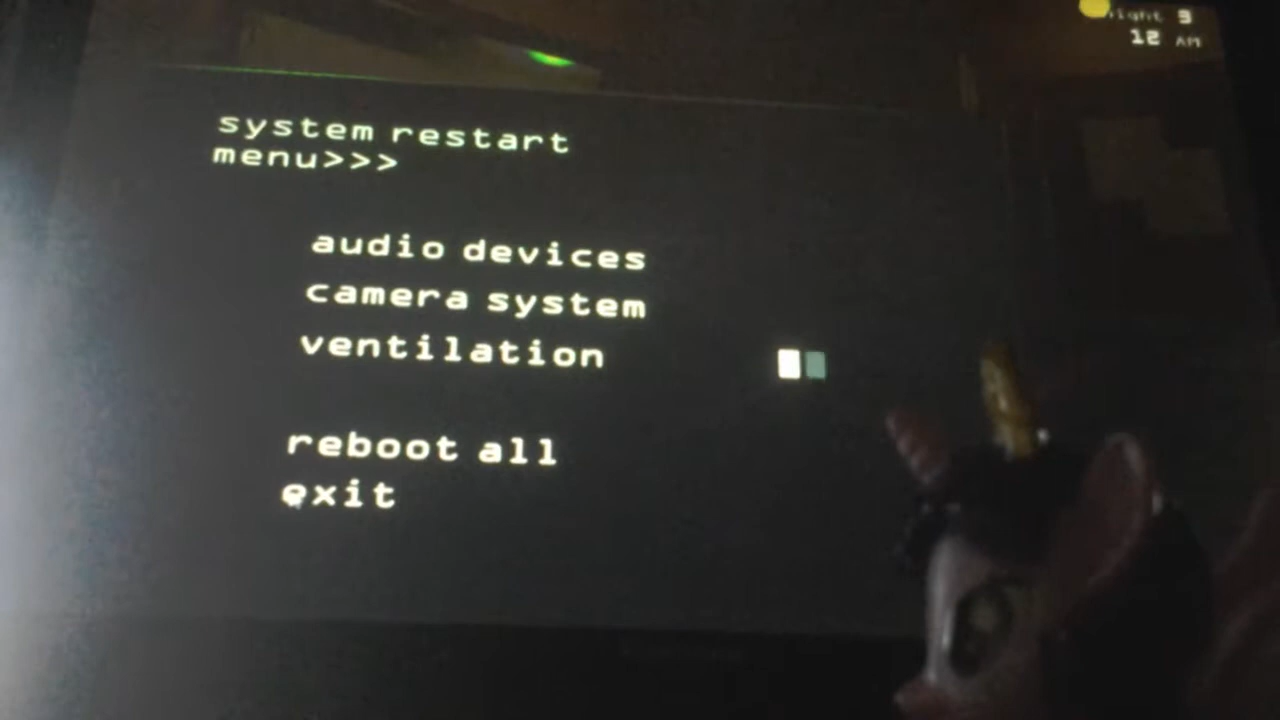 night 3
12 AM
system restart
menu>>>
audio devices
camera system
ventilation
reboot all
exit